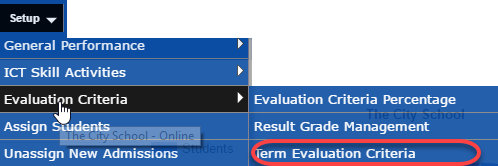 Setup
General Performance
ICT Skill Activities
Evaluation Criteria
Evaluation Criteria Percentage
The City School
The City School - Online
Assign Students
Result Grade Management
Students
Unassign New Admissions
Term Evaluation Criteria